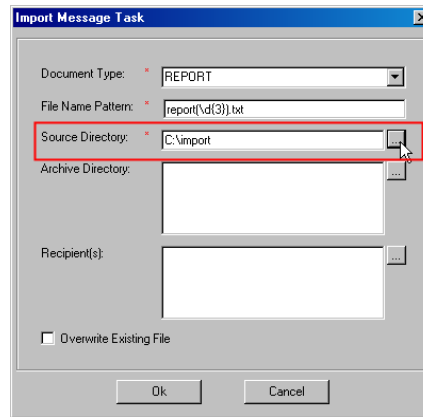 Import Message Task
Document Type: * REPORT
File Name Pattern: * report(\d{3}).txt
Source Directory: * C:\import ...
Archive Directory: ...
Recipient(s): ...
Overwrite Existing File
Ok Cancel